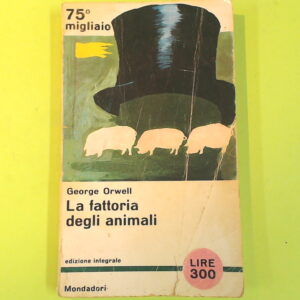 75°
migliaio
George Orwell
La fattoria
degli animali
edizione integrale
LIRE
300
Mondadori